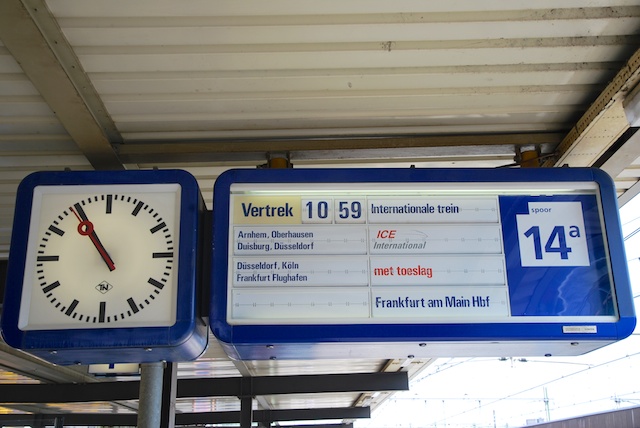 Vertrek 10 59 Internationale trein
Arnhem, Oberhausen
Duisburg, Düsseldorf
ICE
International
Düsseldorf, Köln
Frankfurt Flughafen
met toeslag
Frankfurt am Main Hbf
spoor
14a